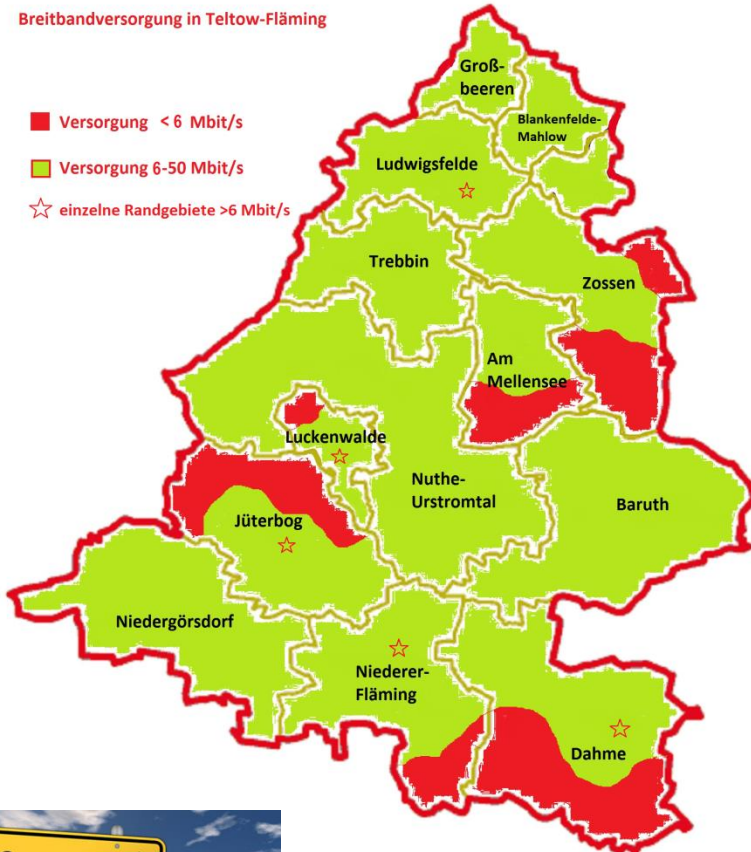 Breitbandversorgung in Teltow-Fläming
Versorgung < 6 Mbit/s
Versorgung 6-50 Mbit/s
einzelne Randgebiete >6 Mbit/s
Groß-
beeren
Blankenfelde-
Mahlow
Ludwigsfelde
Trebbin
Zossen
Am
Mellensee
Luckenwalde
Nuthe-
Urstromtal
Baruth
Jüterbog
Niedergörsdorf
Niederer-
Fläming
Dahme